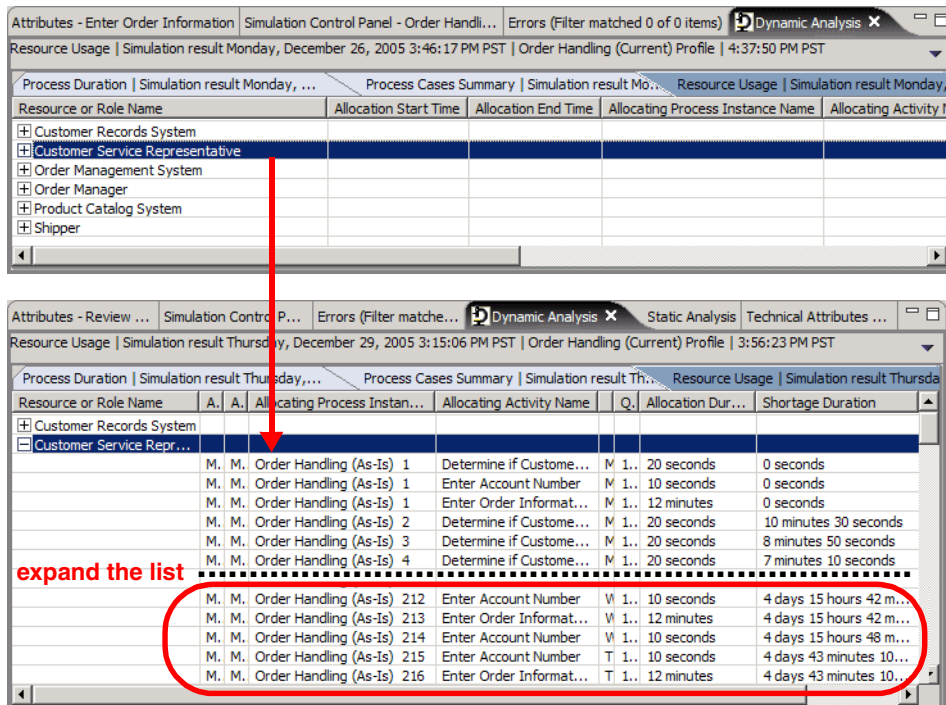 Attributes - Enter Order Information Simulation Control Panel - Order Handli... Errors (Filter matched 0 of 0 items) Dynamic Analysis
Resource Usage | Simulation result Monday, December 26, 2005 3:46:17 PM PST | Order Handling (Current) Profile | 4:37:50 PM PST
Process Duration | Simulation result Monday, ... Process Cases Summary | Simulation result Mo... Resource Usage | Simulation result Monday,
Resource or Role Name Allocation Start Time Allocation End Time Allocating Process Instance Name Allocating Activity N
Customer Records System
Customer Service Representative
Order Management System
Order Manager
Product Catalog System
Shipper
Attributes - Review ... Simulation Control P... Errors (Filter matche... Dynamic Analysis Static Analysis Technical Attributes ...
Resource Usage | Simulation result Thursday, December 29, 2005 3:15:06 PM PST | Order Handling (Current) Profile | 3:56:23 PM PST
Process Duration | Simulation result Thursday,... Process Cases Summary | Simulation result Th... Resource Usage | Simulation result Thursda
Resource or Role Name A. A. Allocating Process Instan... Allocating Activity Name Q. Allocation Dur... Shortage Duration
Customer Records System
Customer Service Repr...
M. M. Order Handling (As-Is) 1 Determine if Custome... M 1.. 20 seconds 0 seconds
M. M. Order Handling (As-Is) 1 Enter Account Number M 1.. 10 seconds 0 seconds
M. M. Order Handling (As-Is) 1 Enter Order Informat... M 1.. 12 minutes 0 seconds
M. M. Order Handling (As-Is) 2 Determine if Custome... M 1.. 20 seconds 10 minutes 30 seconds
M. M. Order Handling (As-Is) 3 Determine if Custome... M 1.. 20 seconds 8 minutes 50 seconds
M. M. Order Handling (As-Is) 4 Determine if Custome... M 1.. 20 seconds 7 minutes 10 seconds
expand the list
M. M. Order Handling (As-Is) 212 Enter Account Number W 1.. 10 seconds 4 days 15 hours 42 m...
M. M. Order Handling (As-Is) 213 Enter Order Informat... W 1.. 12 minutes 4 days 15 hours 42 m...
M. M. Order Handling (As-Is) 214 Enter Account Number W 1.. 10 seconds 4 days 15 hours 48 m...
M. M. Order Handling (As-Is) 215 Enter Account Number T 1.. 10 seconds 4 days 43 minutes 10...
M. M. Order Handling (As-Is) 216 Enter Order Informat... T 1.. 12 minutes 4 days 43 minutes 10...